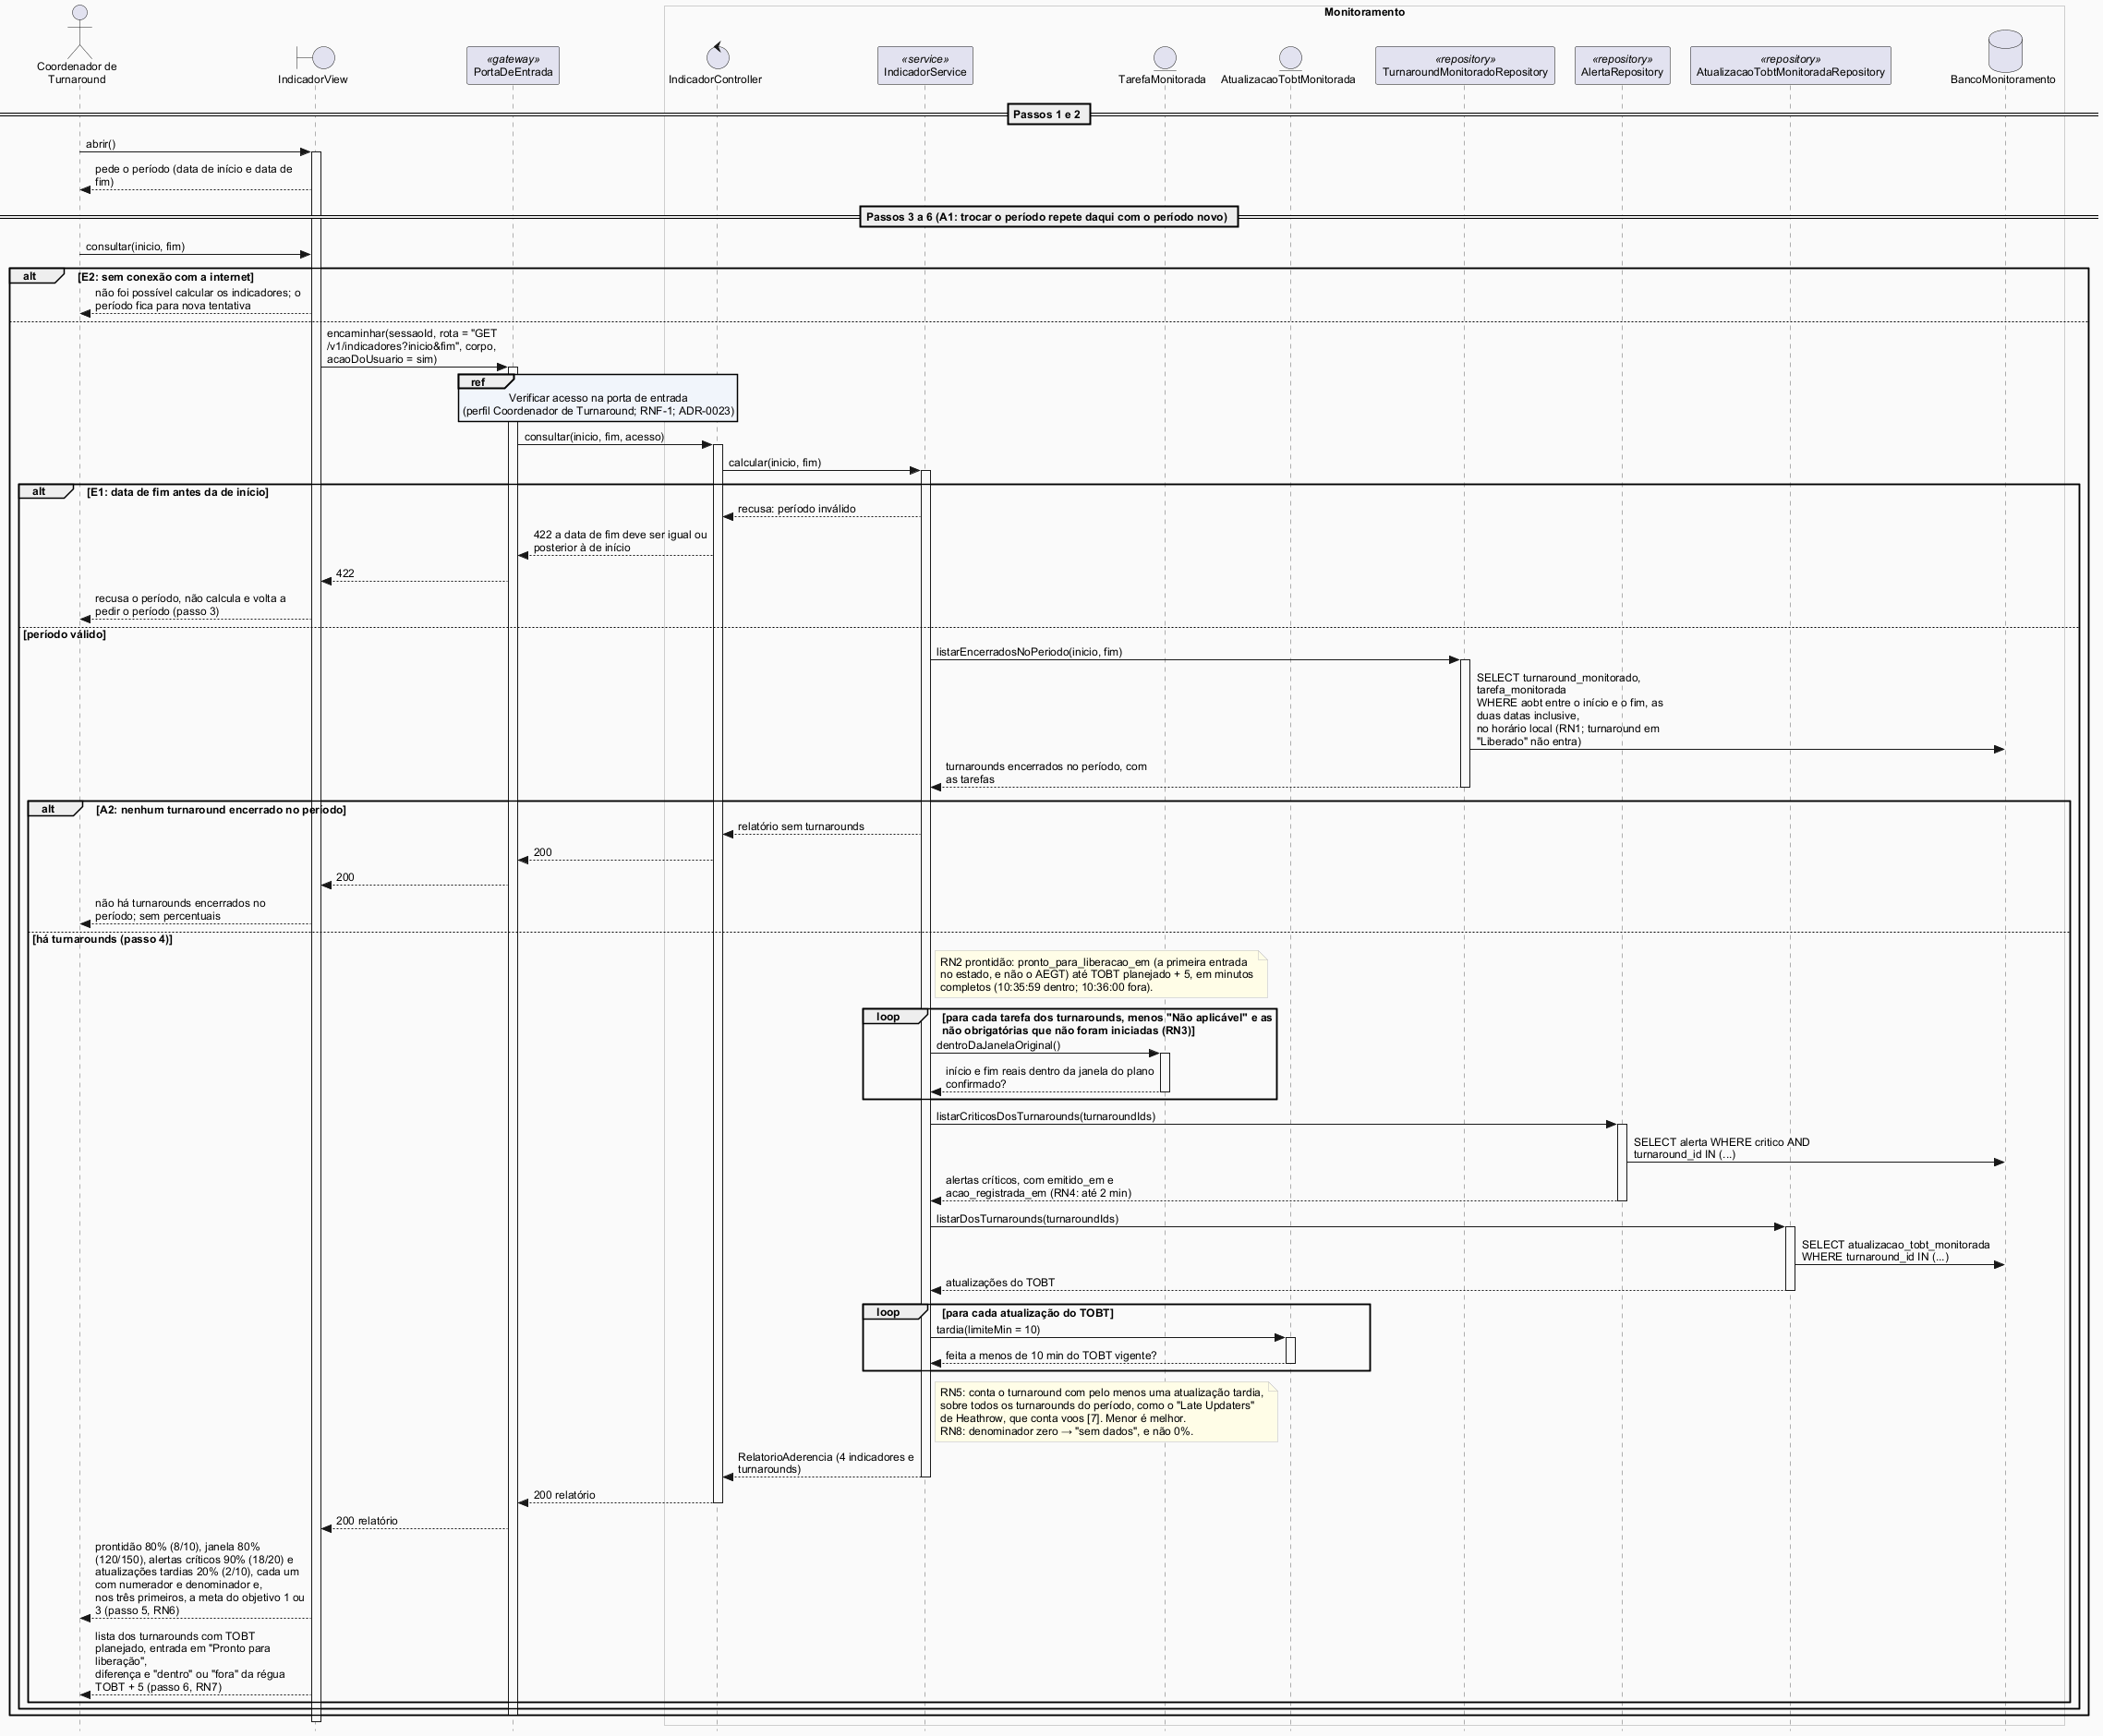 Monitoramento
Coordenador de
Turnaround
IndicadorView
«gateway»
PortaDeEntrada
IndicadorController
«service»
IndicadorService
TarefaMonitorada
AtualizacaoTobtMonitorada
«repository»
TurnaroundMonitoradoRepository
«repository»
AlertaRepository
«repository»
AtualizacaoTobtMonitoradaRepository
BancoMonitoramento
Passos 1 e 2
abrir()
pede o período (data de início e data de
fim)
Passos 3 a 6 (A1: trocar o período repete daqui com o período novo)
consultar(inicio, fim)
alt
[E2: sem conexão com a internet]
não foi possível calcular os indicadores; o
período fica para nova tentativa
encaminhar(sessaoId, rota = "GET
/v1/indicadores?inicio&fim", corpo,
acaoDoUsuario = sim)
ref
Verificar acesso na porta de entrada
(perfil Coordenador de Turnaround; RNF-1; ADR-0023)
consultar(inicio, fim, acesso)
calcular(inicio, fim)
alt
[E1: data de fim antes da de início]
recusa: período inválido
422 a data de fim deve ser igual ou
posterior à de início
422
recusa o período, não calcula e volta a
pedir o período (passo 3)
[período válido]
listarEncerradosNoPeriodo(inicio, fim)
SELECT turnaround_monitorado,
tarefa_monitorada
WHERE aobt entre o início e o fim, as
duas datas inclusive,
no horário local (RN1; turnaround em
"Liberado" não entra)
turnarounds encerrados no período, com
as tarefas
alt
[A2: nenhum turnaround encerrado no período]
relatório sem turnarounds
200
200
não há turnarounds encerrados no
período; sem percentuais
[há turnarounds (passo 4)]
RN2 prontidão: pronto_para_liberacao_em (a primeira entrada
no estado, e não o AEGT) até TOBT planejado + 5, em minutos
completos (10:35:59 dentro; 10:36:00 fora).
loop
[para cada tarefa dos turnarounds, menos "Não aplicável" e as
não obrigatórias que não foram iniciadas (RN3)]
dentroDaJanelaOriginal()
início e fim reais dentro da janela do plano
confirmado?
listarCriticosDosTurnarounds(turnaroundIds)
SELECT alerta WHERE critico AND
turnaround_id IN (...)
alertas críticos, com emitido_em e
acao_registrada_em (RN4: até 2 min)
listarDosTurnarounds(turnaroundIds)
SELECT atualizacao_tobt_monitorada
WHERE turnaround_id IN (...)
atualizações do TOBT
loop
[para cada atualização do TOBT]
tardia(limiteMin = 10)
feita a menos de 10 min do TOBT vigente?
RN5: conta o turnaround com pelo menos uma atualização tardia,
sobre todos os turnarounds do período, como o "Late Updaters"
de Heathrow, que conta voos [7]. Menor é melhor.
RN8: denominador zero → "sem dados", e não 0%.
RelatorioAderencia (4 indicadores e
turnarounds)
200 relatório
200 relatório
prontidão 80% (8/10), janela 80%
(120/150), alertas críticos 90% (18/20) e
atualizações tardias 20% (2/10), cada um
com numerador e denominador e,
nos três primeiros, a meta do objetivo 1 ou
3 (passo 5, RN6)
lista dos turnarounds com TOBT
planejado, entrada em "Pronto para
liberação",
diferença e "dentro" ou "fora" da régua
TOBT + 5 (passo 6, RN7)